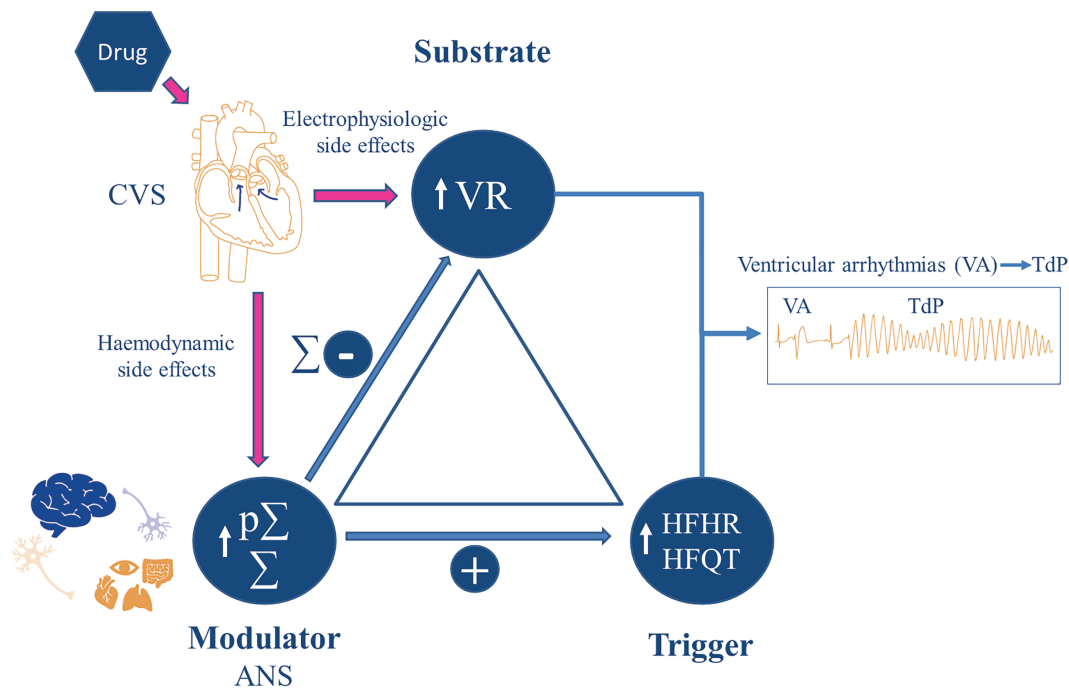 Drug
Substrate
Electrophysiologic
side effects
CVS
VR
Ventricular arrhythmias (VA) TdP
VA TdP
Haemodynamic
side effects
∑ -
p∑
∑
HFHR
HFQT
+
Modulator
ANS
Trigger